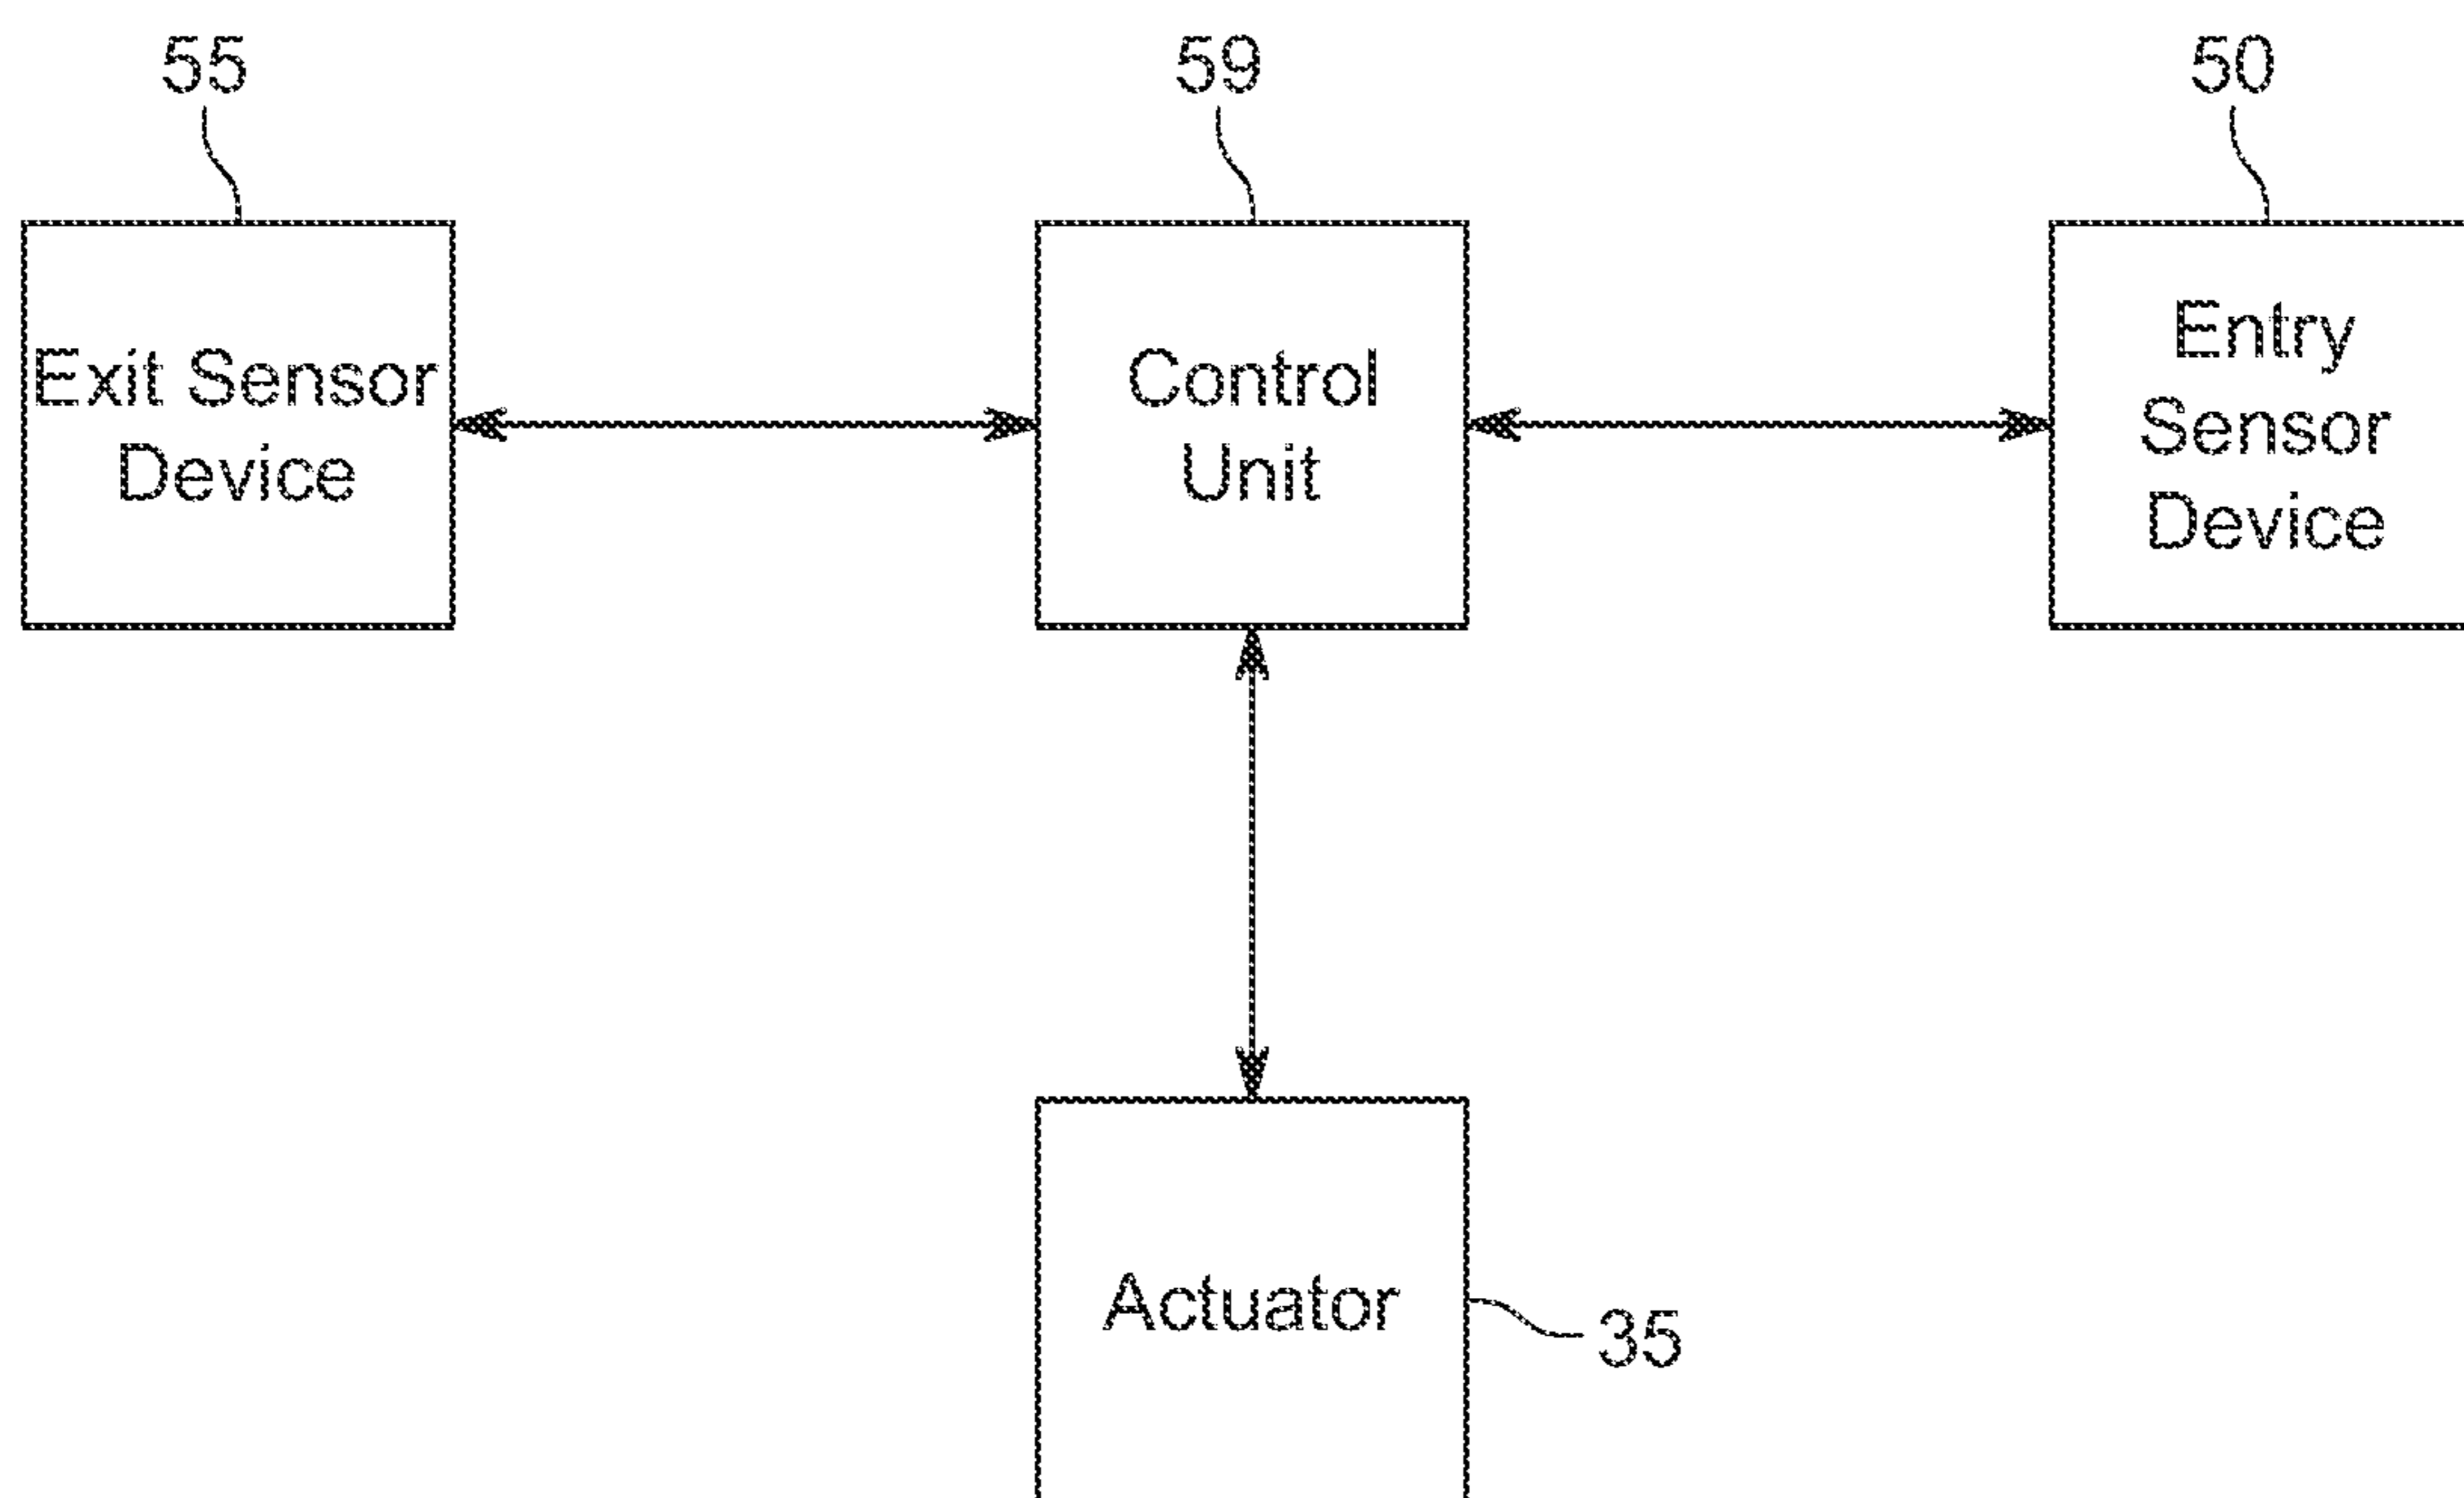 55
59
50
Exit Sensor
Device
Control
Unit
Entry
Sensor
Device
Actuator
35